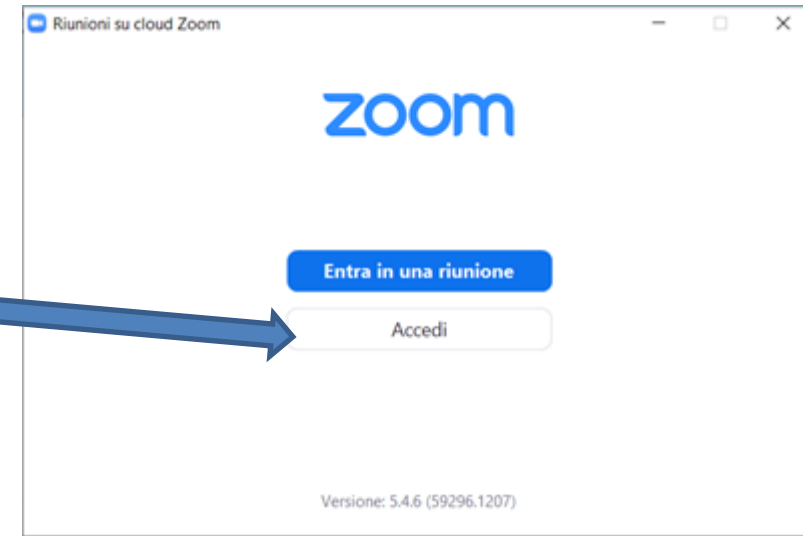 Riunioni su cloud Zoom
zoom
Entra in una riunione
Accedi
Versione: 5.4.6 (59296.1207)